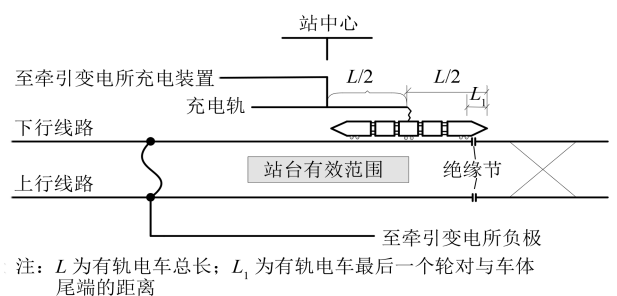 站中心
至牵引变电所充电装置
L/2
L/2
L₁
充电轨
下行线路
站台有效范围
绝缘节
上行线路
至牵引变电所负极
注：L 为有轨电车总长；L₁ 为有轨电车最后一个轮对与车体
尾端的距离